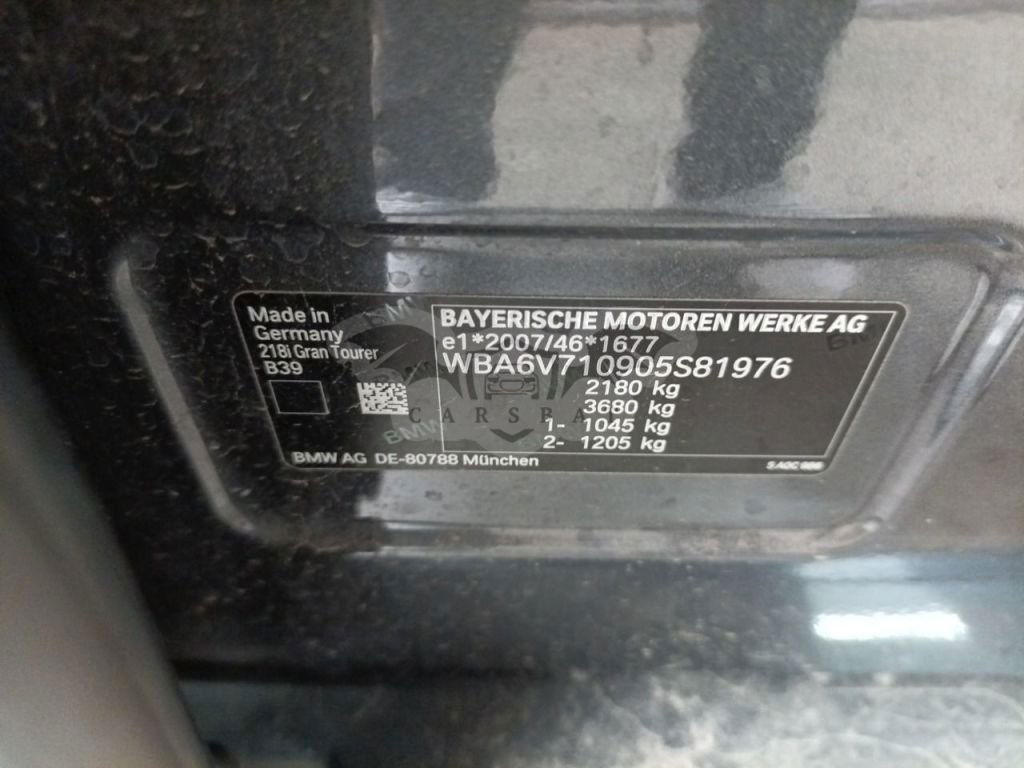 Made in
Germany
218i Gran Tourer
B39
BAYERISCHE MOTOREN WERKE AG
e1*2007/46*1677
WBA6V710905S81976
2180 kg
3680 kg
1- 1045 kg
2- 1205 kg
BMW AG DE-80788 München
BMW